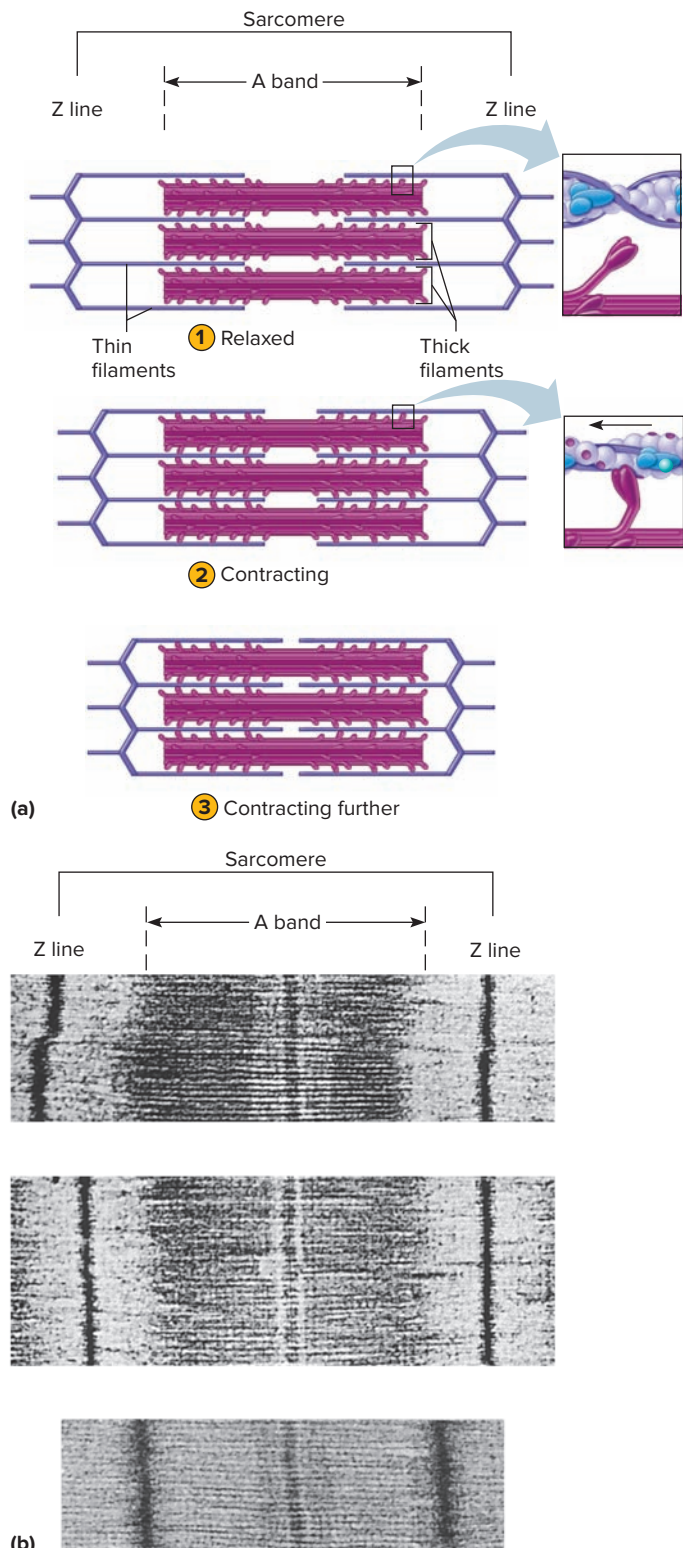 Sarcomere
A band
Z line Z line
1 Relaxed
Thin
filaments
Thick
filaments
2 Contracting
3 Contracting further
(a)
Sarcomere
A band
Z line Z line
(b)